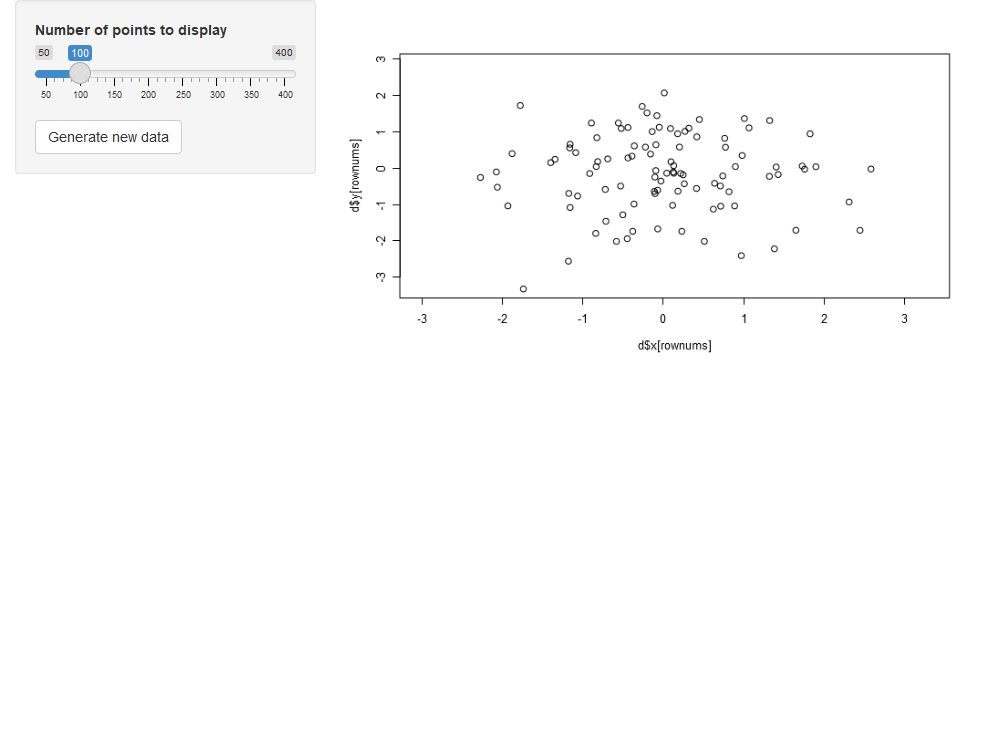 Number of points to display
50 100 400
50 100 150 200 250 300 350 400
Generate new data
d$y[rownums]
3
2
1
0
-1
-2
-3
-3 -2 -1 0 1 2 3
d$x[rownums]